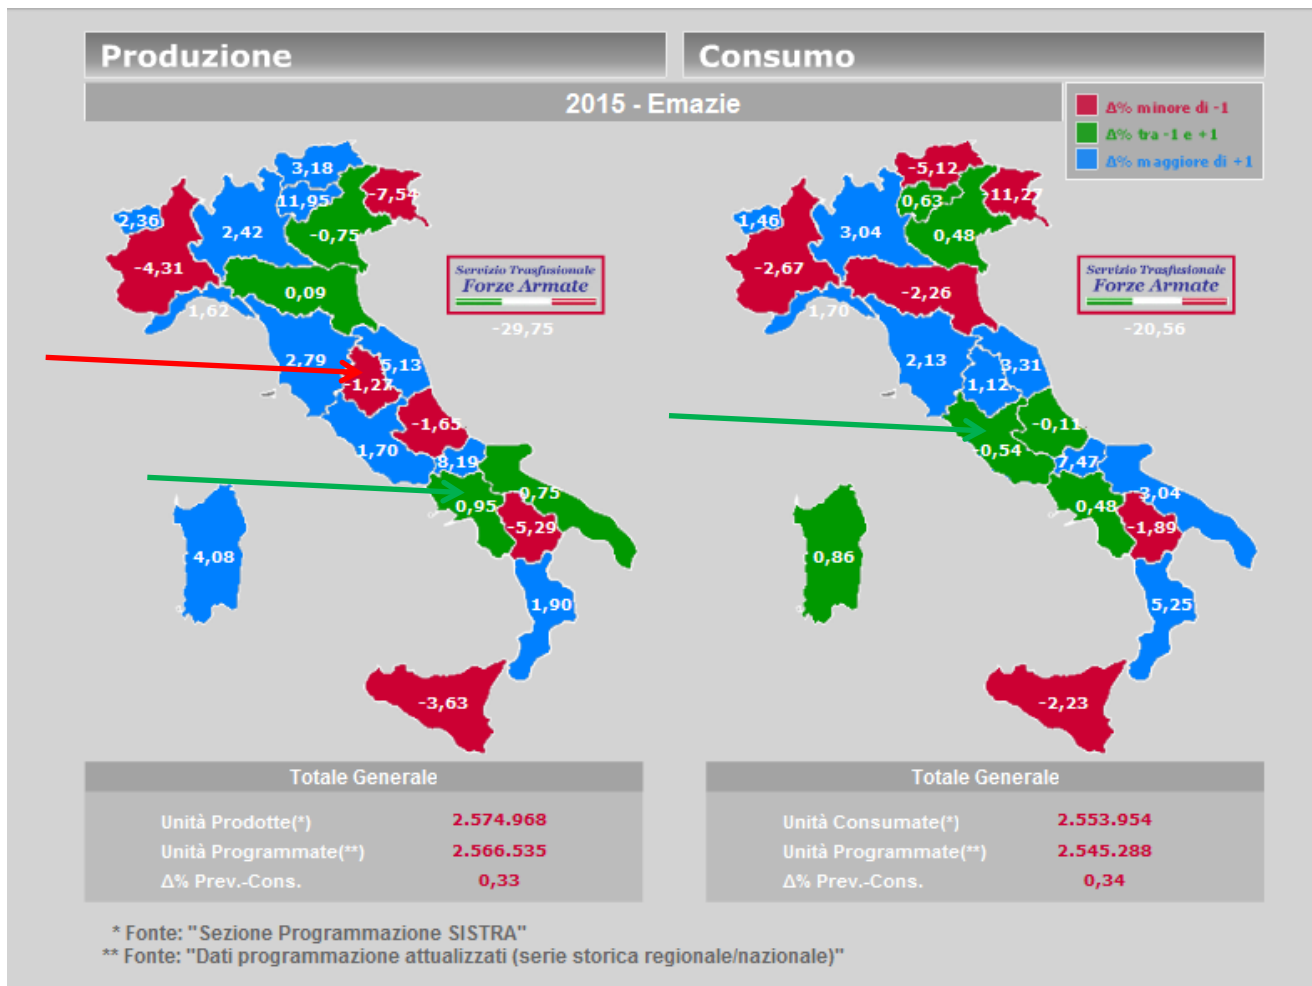 Produzione
Consumo
2015 - Emazie
Δ% minore di -1
Δ% tra -1 e +1
Δ% maggiore di +1
3,18
11,95
-7,54
2,36
2,42
-0,75
-4,31
0,09
1,62
2,79
5,13
-1,27
-1,65
1,70
8,19
0,75
0,95
-5,29
4,08
1,90
-3,63
Servizio Trasfusionale
Forze Armate
-29,75
-5,12
0,63
-11,27
1,46
3,04
0,48
-2,67
-2,26
1,70
2,13
3,31
1,12
-0,11
-0,54
7,47
3,04
0,48
-1,89
0,86
5,25
-2,23
Servizio Trasfusionale
Forze Armate
-20,56
Totale Generale
Unità Prodotte(*) 2.574.968
Unità Programmate(**) 2.566.535
Δ% Prev.-Cons. 0,33
Totale Generale
Unità Consumate(*) 2.553.954
Unità Programmate(**) 2.545.288
Δ% Prev.-Cons. 0,34
* Fonte: "Sezione Programmazione SISTRA"
** Fonte: "Dati programmazione attualizzati (serie storica regionale/nazionale)"